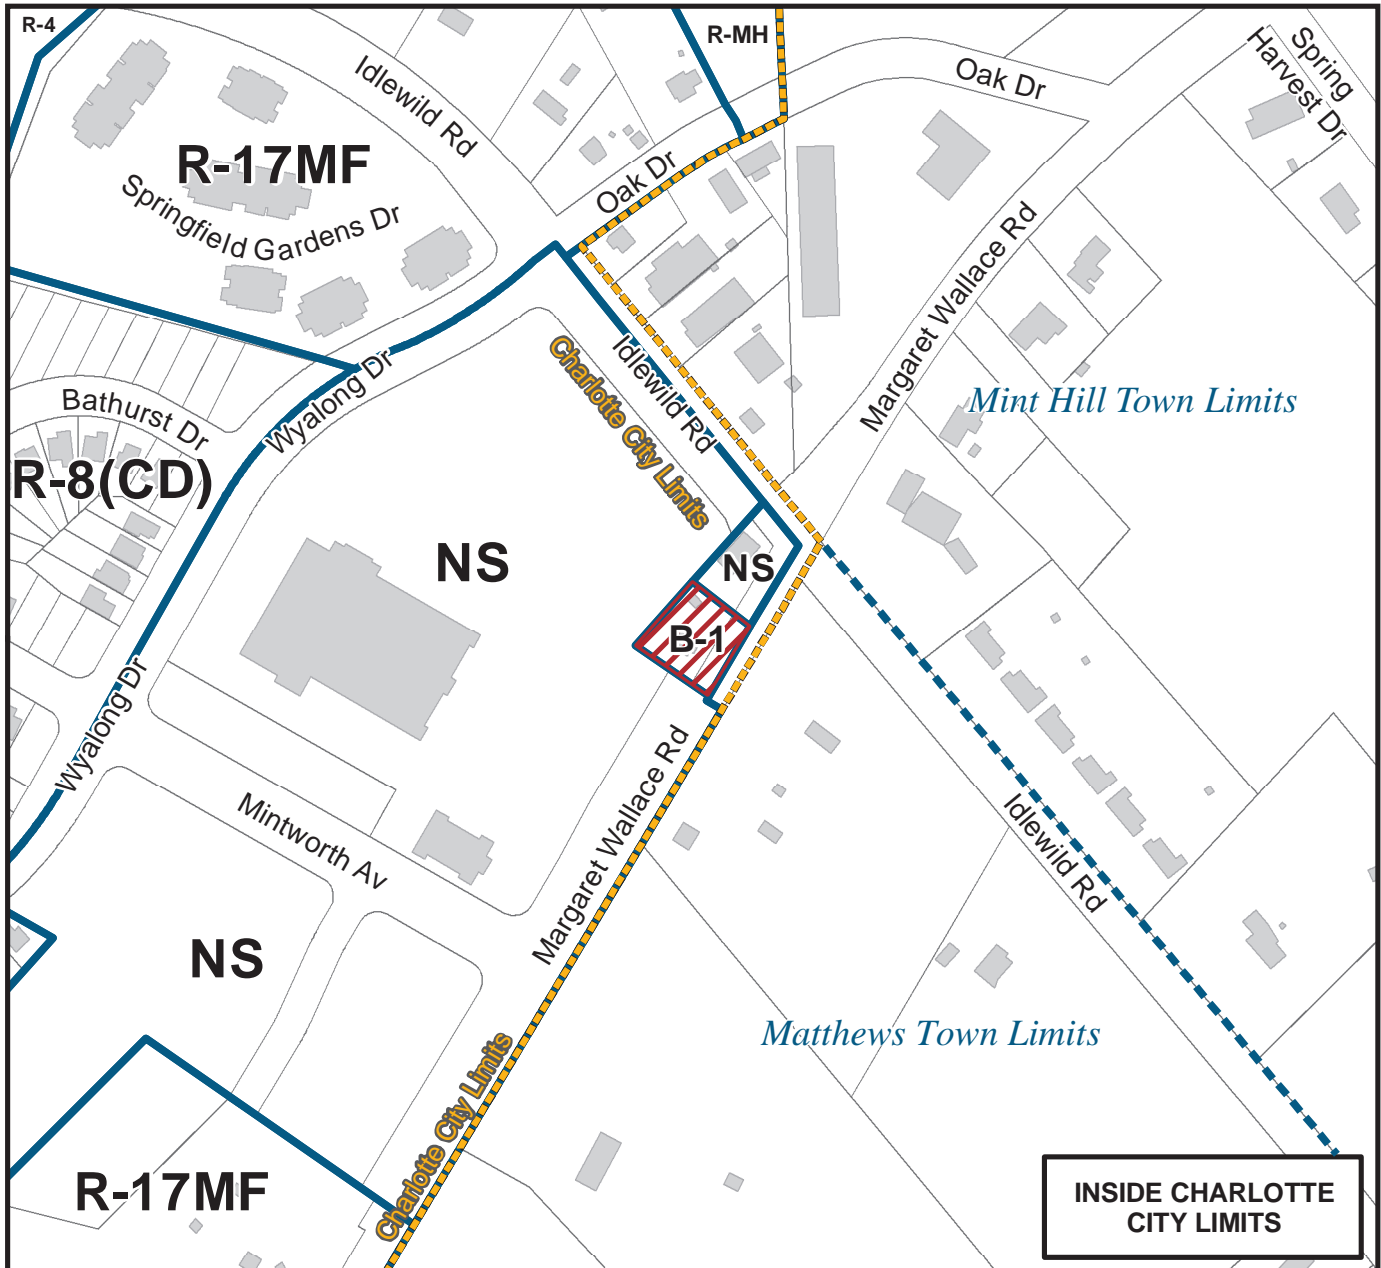 R-4
R-MH
Idlewild Rd
Oak Dr
Spring
Harvest Dr
R-17MF
Oak Dr
Springfield Gardens Dr
Margaret Wallace Rd
Charlotte City Limits
Idlewild Rd
Wyalong Dr
Mint Hill Town Limits
Bathurst Dr
R-8(CD)
NS
NS
B-1
Wyalong Dr
Margaret Wallace Rd
Mintworth Av
Idlewild Rd
NS
Matthews Town Limits
Charlotte City Limits
R-17MF
INSIDE CHARLOTTE
CITY LIMITS